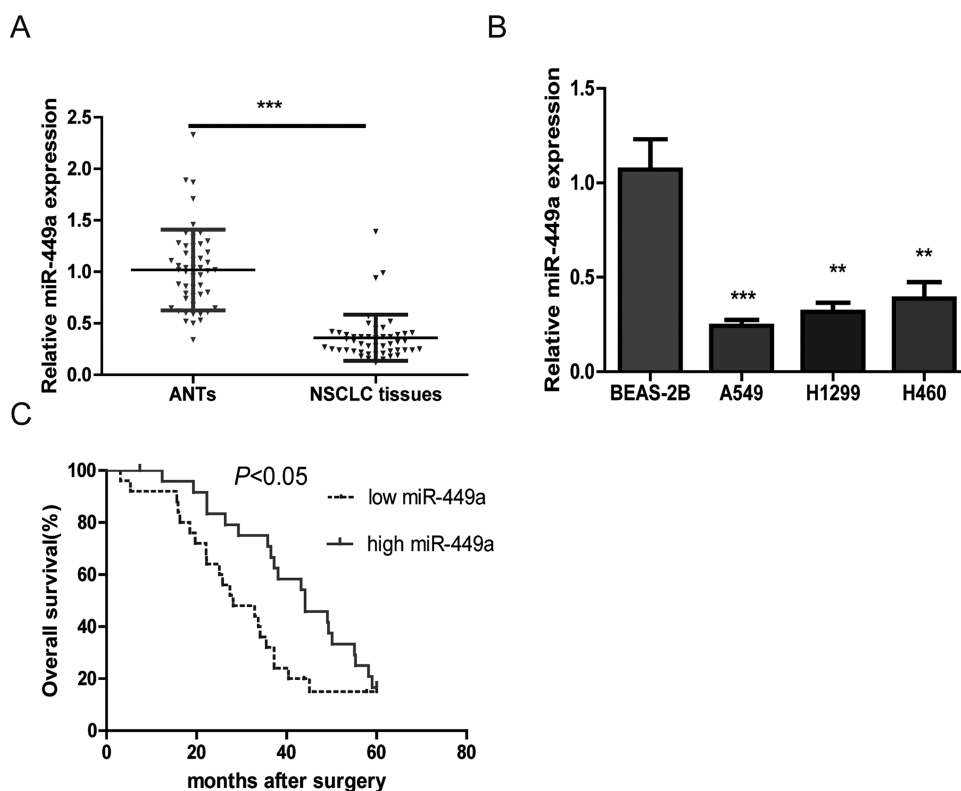 A
Relative miR-449a expression
2.5
2.0
1.5
1.0
0.5
0.0
***
ANTs
NSCLC tissues
B
Relative miR-449a expression
1.5
1.0
0.5
0.0
***
**
**
BEAS-2B
A549
H1299
H460
C
Overall survival(%)
100
80
60
40
20
0
P<0.05
low miR-449a
high miR-449a
0
20
40
60
80
months after surgery